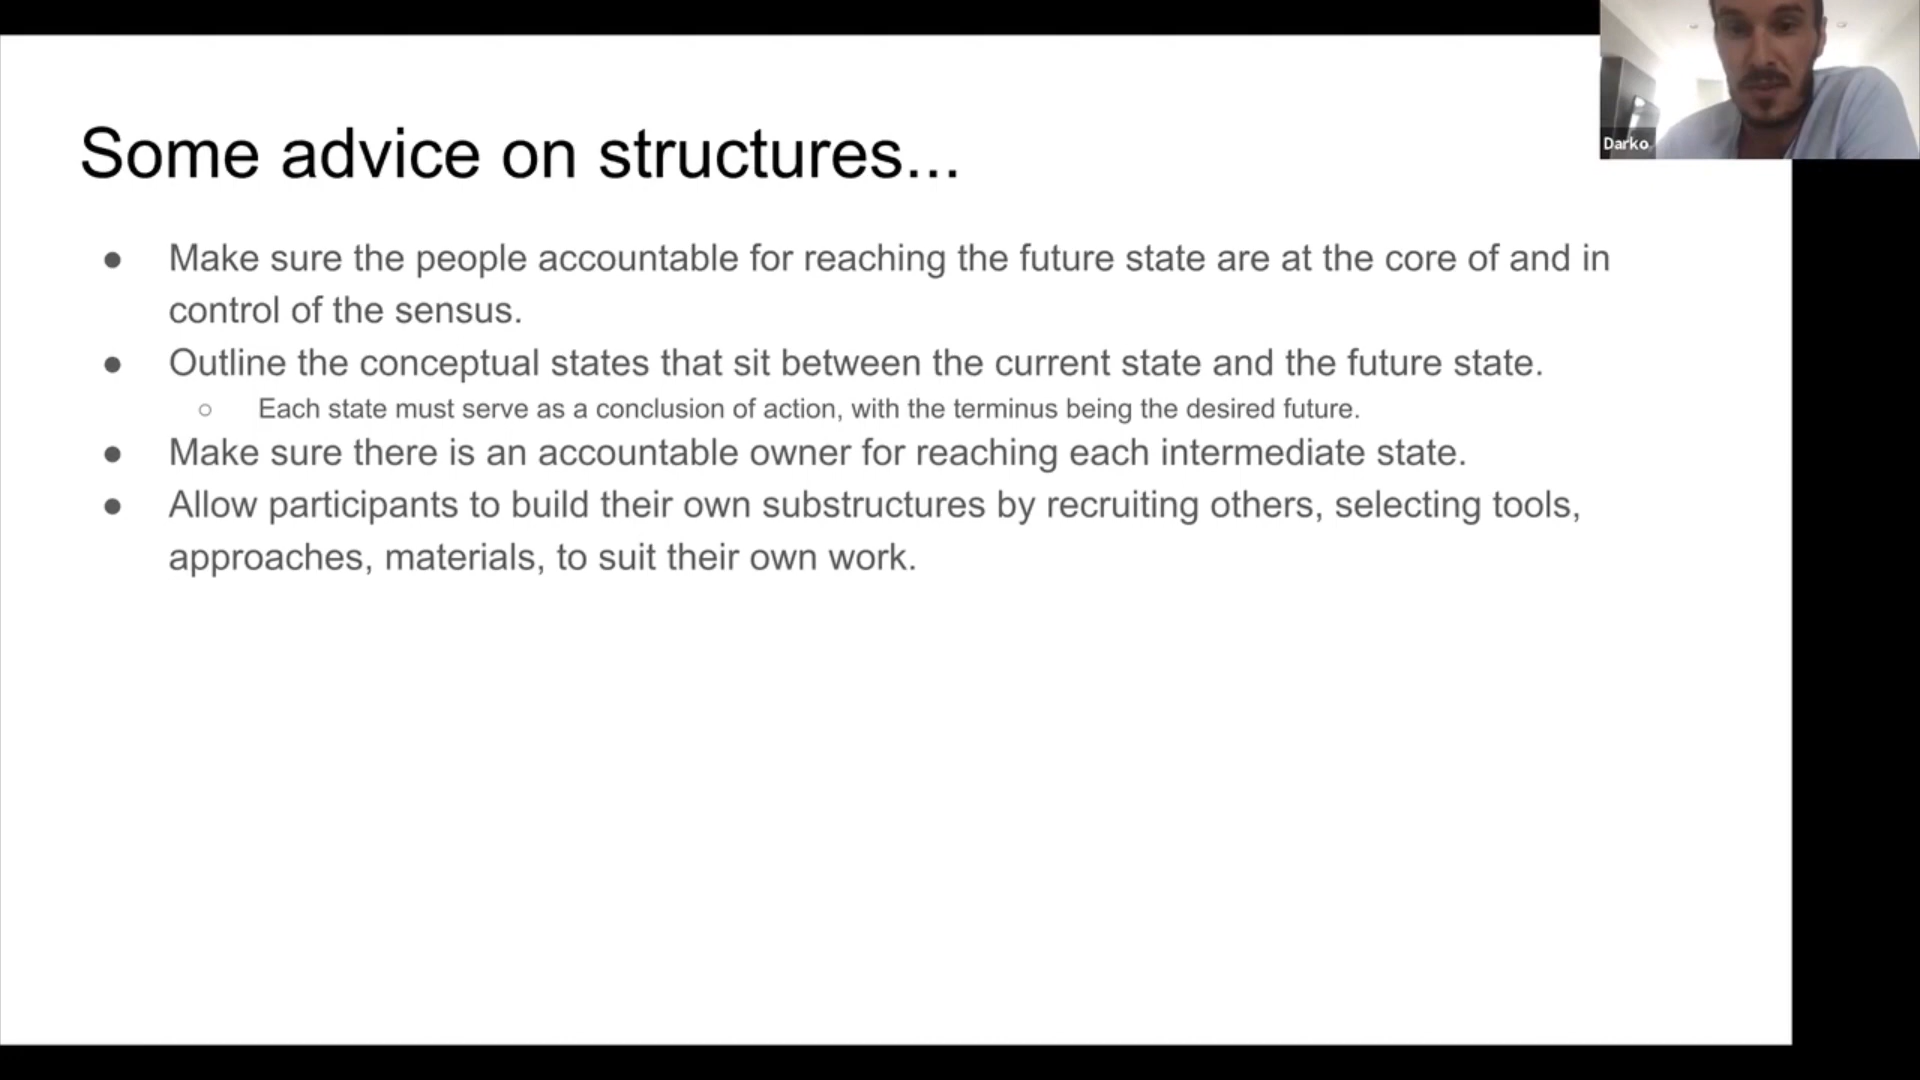 Some advice on structures...
● Make sure the people accountable for reaching the future state are at the core of and in
control of the sensus.
● Outline the conceptual states that sit between the current state and the future state.
○ Each state must serve as a conclusion of action, with the terminus being the desired future.
● Make sure there is an accountable owner for reaching each intermediate state.
● Allow participants to build their own substructures by recruiting others, selecting tools,
approaches, materials, to suit their own work.
Darko